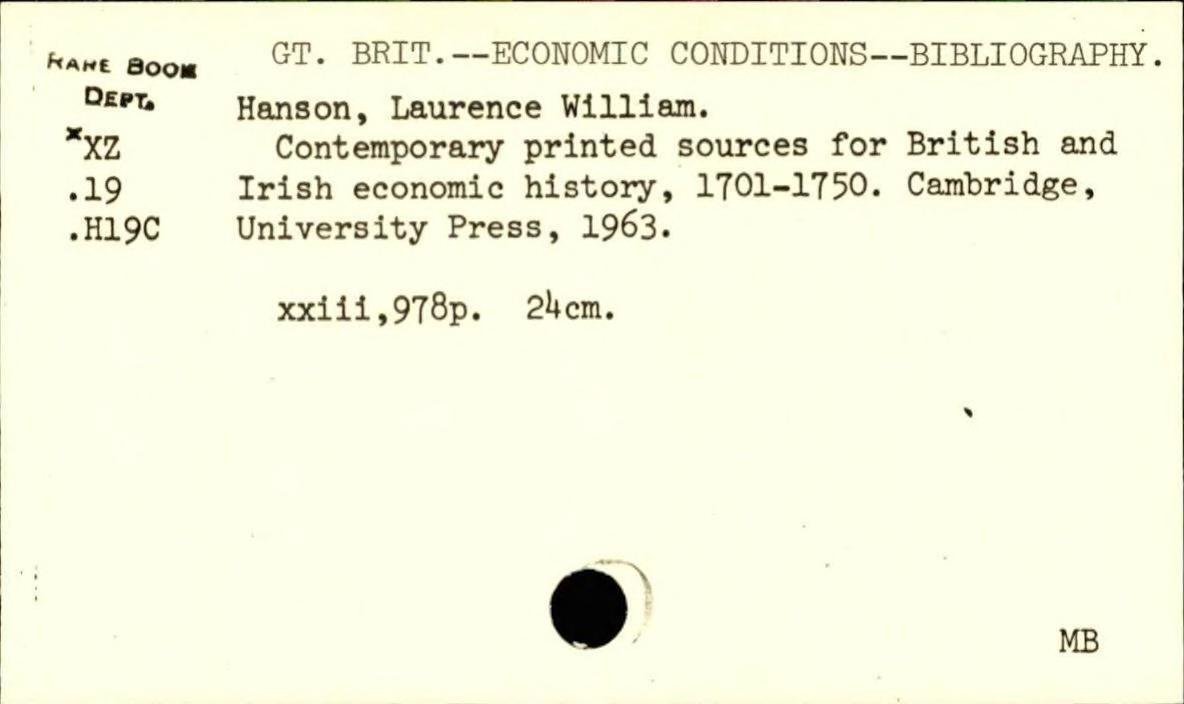 GT. BRIT.--ECONOMIC CONDITIONS--BIBLIOGRAPHY.
RARE BOOK
DEPT.
Hanson, Laurence William.
*XZ
Contemporary printed sources for British and
.19
Irish economic history, 1701-1750. Cambridge,
.H19C
University Press, 1963.
xxiii,978p. 24cm.
MB